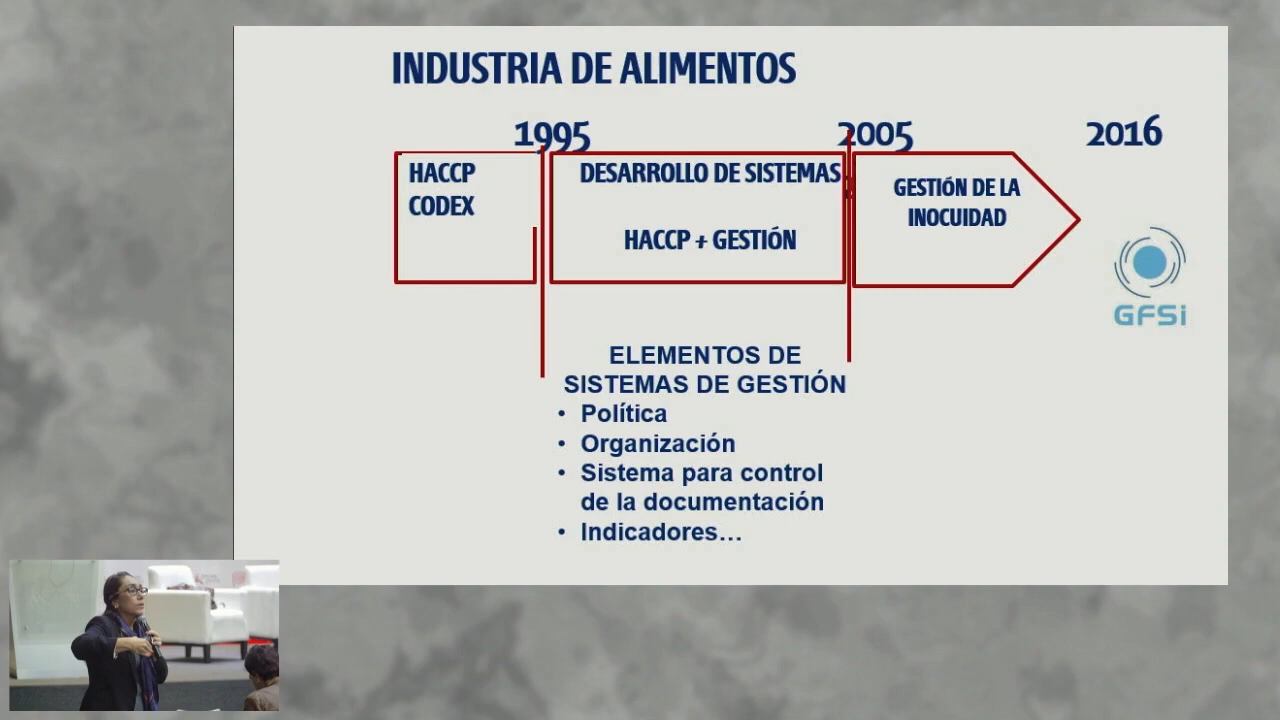 INDUSTRIA DE ALIMENTOS
1995
2005
2016
HACCP
CODEX
DESARROLLO DE SISTEMAS
HACCP + GESTIÓN
GESTIÓN DE LA
INOCUIDAD
GFSi
ELEMENTOS DE
SISTEMAS DE GESTIÓN
• Política
• Organización
• Sistema para control
de la documentación
• Indicadores...